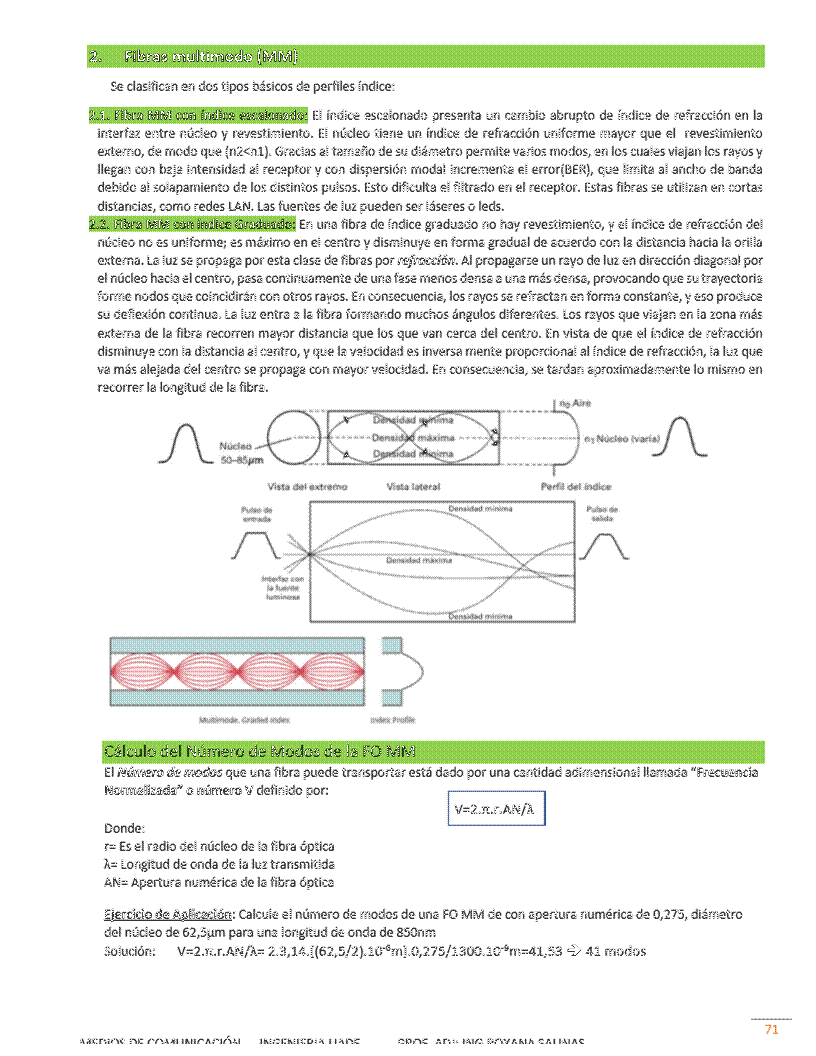 2. Fibras multimodo (MM)
Se clasifican en dos tipos básicos de perfiles índice:
2.1. Fibra MM con índice escalonado: El índice escalonado presenta un cambio abrupto de índice de refracción en la
interfaz entre núcleo y revestimiento. El núcleo tiene un índice de refracción uniforme mayor que el revestimiento
externo, de modo que (n2<n1). Gracias al tamaño de su diámetro permite varios modos, en los cuales viajan los rayos y
llegan con baja intensidad al receptor y con dispersión modal incrementa el error(BER), que limita al ancho de banda
debido al solapamiento de los distintos pulsos. Esto dificulta el filtrado en el receptor. Estas fibras se utilizan en cortas
distancias, como redes LAN. Las fuentes de luz pueden ser láseres o leds.
2.2. Fibra MM con índice Graduado: En una fibra de índice graduado no hay revestimiento, y el índice de refracción del
núcleo no es uniforme; es máximo en el centro y disminuye en forma gradual de acuerdo con la distancia hacia la orilla
externa. La luz se propaga por esta clase de fibras por refracción. Al propagarse un rayo de luz en dirección diagonal por
el núcleo hacia el centro, pasa continuamente de una fase menos densa a una más densa, provocando que su trayectoria
forme nodos que coincidirán con otros rayos. En consecuencia, los rayos se refractan en forma constante, y eso produce
su deflexión continua. La luz entra a la fibra formando muchos ángulos diferentes. Los rayos que viajan en la zona más
externa de la fibra recorren mayor distancia que los que van cerca del centro. En vista de que el índice de refracción
disminuye con la distancia al centro, y que la velocidad es inversa mente proporcional al índice de refracción, la luz que
va más alejada del centro se propaga con mayor velocidad. En consecuencia, se tardan aproximadamente lo mismo en
recorrer la longitud de la fibra.
n0 Aire
Densidad mínima
Núcleo
50–85µm
Densidad máxima
n1 Núcleo (varía)
Densidad mínima
Vista del extremo Vista lateral Perfil del índice
Pulso de
entrada
Densidad mínima
Pulso de
salida
Densidad máxima
Interfaz con
la fuente
luminosa
Densidad mínima
Multimode, Graded Index Index Profile
Cálculo del Número de Modos de la FO MM
El Número de modos que una fibra puede transportar está dado por una cantidad adimensional llamada “Frecuencia
Normalizada” o número V definido por:
V=2.π.r.AN/λ
Donde:
r= Es el radio del núcleo de la fibra óptica
λ= Longitud de onda de la luz transmitida
AN= Apertura numérica de la fibra óptica
Ejercicio de Aplicación: Calcule el número de modos de una FO MM de con apertura numérica de 0,275, diámetro
del núcleo de 62,5µm para una longitud de onda de 850nm
Solución: V=2.π.r.AN/λ= 2.3,14.[(62,5/2).10⁻⁶m].0,275/1300.10⁻⁹m=41,53 ➪ 41 modos
71
MEDIOS DE COMUNICACIÓN INGENIERIA UADE PROF. ADJ: ING ROXANA SALINAS